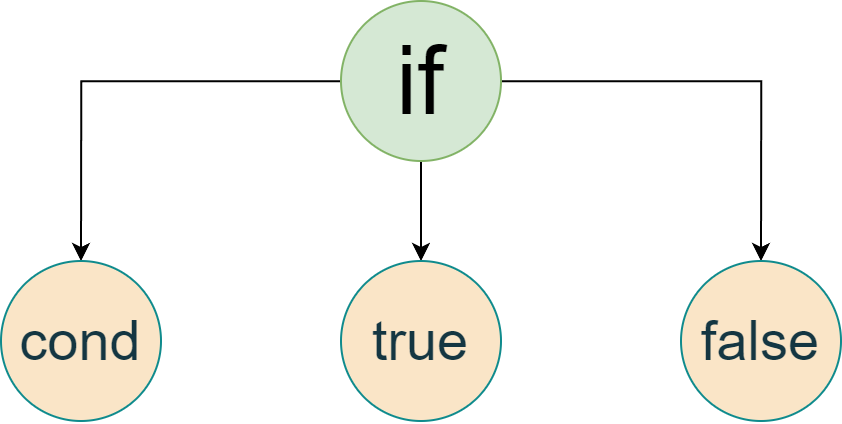 if
cond
true
false